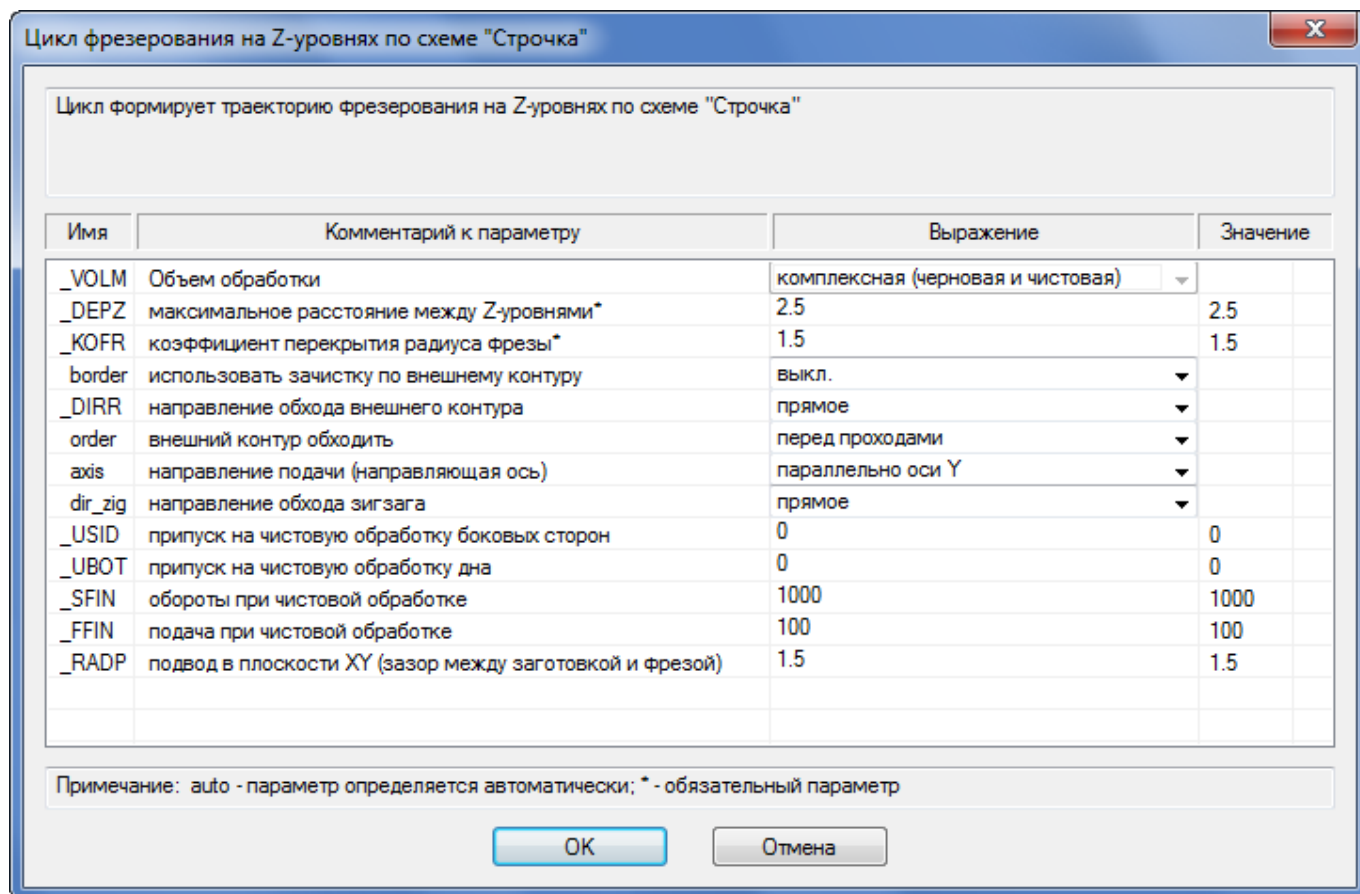 Цикл фрезерования на Z-уровнях по схеме "Строчка"
x
Цикл формирует траекторию фрезерования на Z-уровнях по схеме "Строчка"
Имя Комментарий к параметру Выражение Значение
_VOLM Объем обработки комплексная (черновая и чистовая)
_DEPZ максимальное расстояние между Z-уровнями* 2.5 2.5
_KOFR коэффициент перекрытия радиуса фрезы* 1.5 1.5
border использовать зачистку по внешнему контуру выкл.
_DIRR направление обхода внешнего контура прямое
order внешний контур обходить перед проходами
axis направление подачи (направляющая ось) параллельно оси Y
dir_zig направление обхода зигзага прямое
_USID припуск на чистовую обработку боковых сторон 0 0
_UBOT припуск на чистовую обработку дна 0 0
_SFIN обороты при чистовой обработке 1000 1000
_FFIN подача при чистовой обработке 100 100
_RADP подвод в плоскости XY (зазор между заготовкой и фрезой) 1.5 1.5
Примечание: auto - параметр определяется автоматически; * - обязательный параметр
OK Отмена